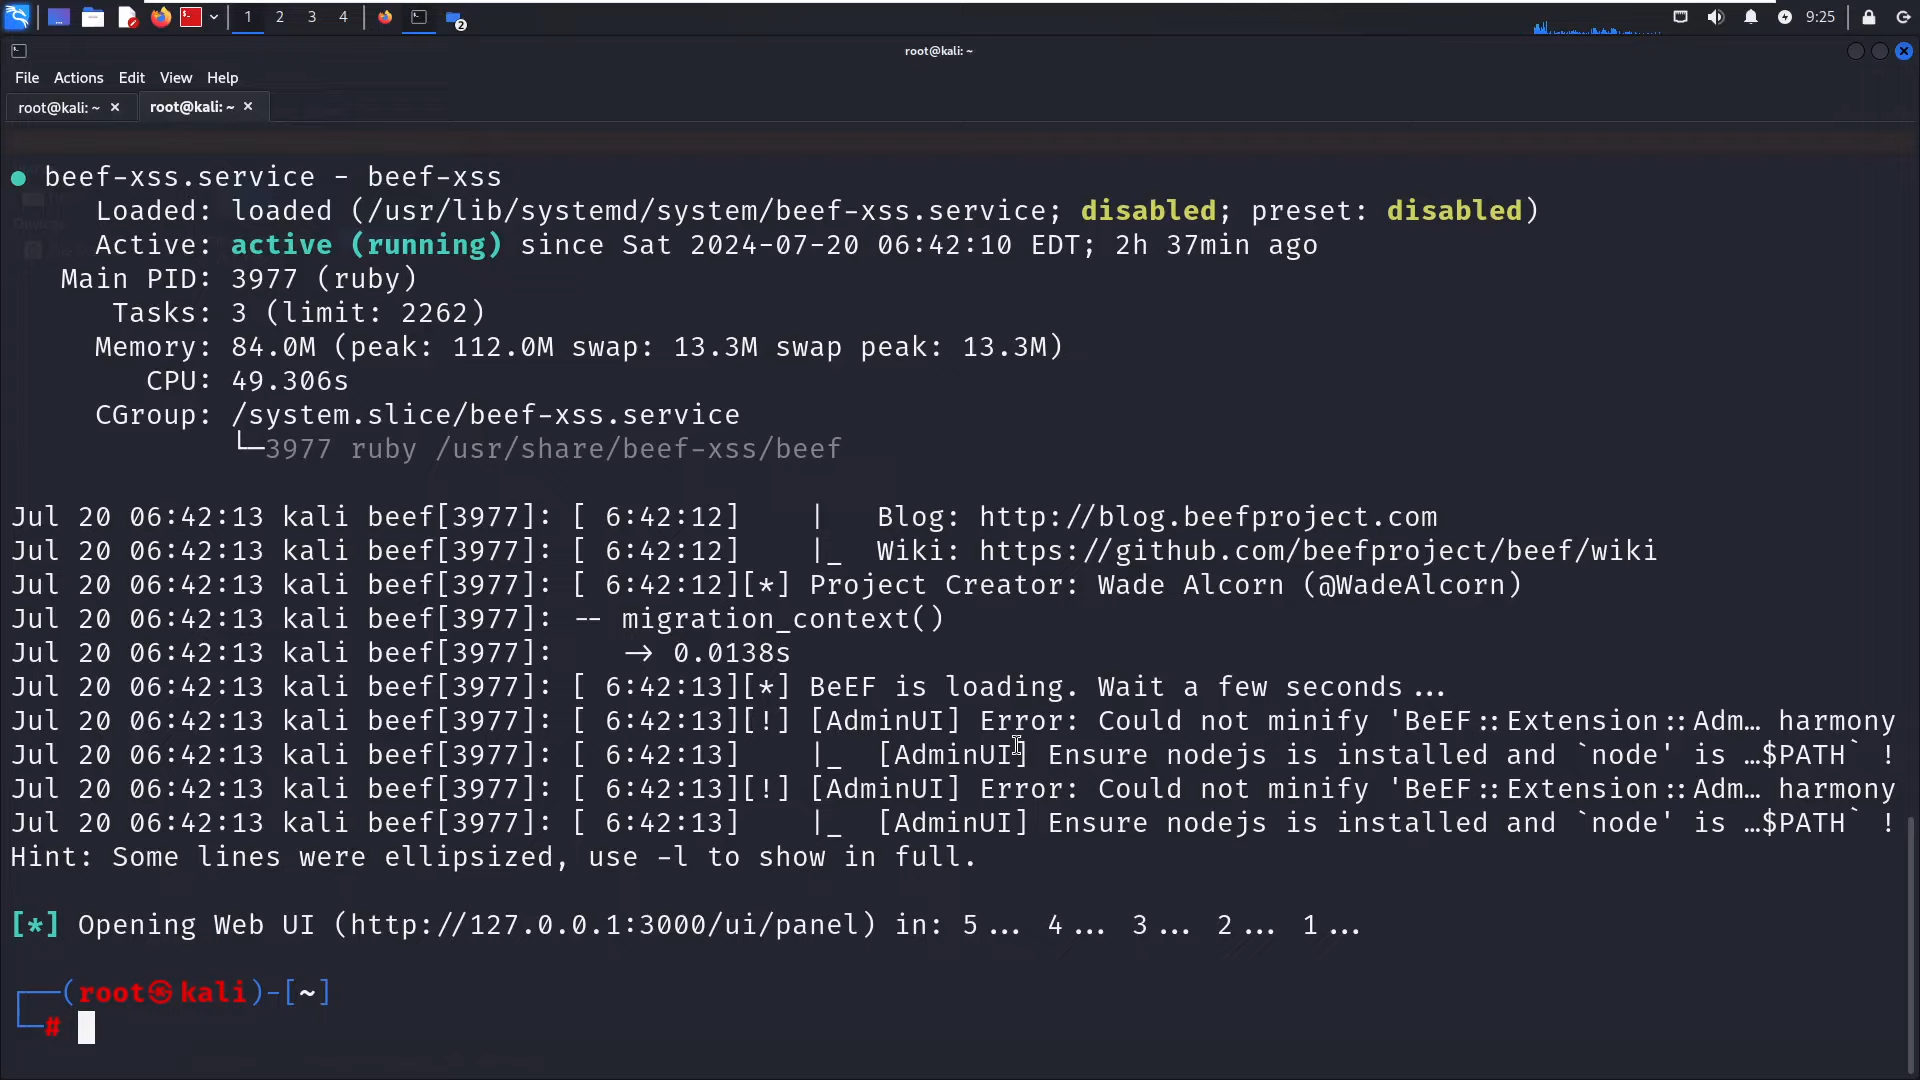 1 2 3 4 2 9:25
root@kali: ~
File Actions Edit View Help
root@kali: ~ × root@kali: ~ ×
● beef-xss.service - beef-xss
Loaded: loaded (/usr/lib/systemd/system/beef-xss.service; disabled; preset: disabled)
Active: active (running) since Sat 2024-07-20 06:42:10 EDT; 2h 37min ago
Main PID: 3977 (ruby)
Tasks: 3 (limit: 2262)
Memory: 84.0M (peak: 112.0M swap: 13.3M swap peak: 13.3M)
CPU: 49.306s
CGroup: /system.slice/beef-xss.service
└─3977 ruby /usr/share/beef-xss/beef
Jul 20 06:42:13 kali beef[3977]: [ 6:42:12]    |   Blog: http://blog.beefproject.com
Jul 20 06:42:13 kali beef[3977]: [ 6:42:12]    |_  Wiki: https://github.com/beefproject/beef/wiki
Jul 20 06:42:13 kali beef[3977]: [ 6:42:12][*] Project Creator: Wade Alcorn (@WadeAlcorn)
Jul 20 06:42:13 kali beef[3977]: -- migration_context()
Jul 20 06:42:13 kali beef[3977]:    -> 0.0138s
Jul 20 06:42:13 kali beef[3977]: [ 6:42:13][*] BeEF is loading. Wait a few seconds...
Jul 20 06:42:13 kali beef[3977]: [ 6:42:13][!] [AdminUI] Error: Could not minify 'BeEF::Extension::Adm… harmony
Jul 20 06:42:13 kali beef[3977]: [ 6:42:13]    |_  [AdminUI] Ensure nodejs is installed and `node' is …$PATH` !
Jul 20 06:42:13 kali beef[3977]: [ 6:42:13][!] [AdminUI] Error: Could not minify 'BeEF::Extension::Adm… harmony
Jul 20 06:42:13 kali beef[3977]: [ 6:42:13]    |_  [AdminUI] Ensure nodejs is installed and `node' is …$PATH` !
Hint: Some lines were ellipsized, use -l to show in full.
[*] Opening Web UI (http://127.0.0.1:3000/ui/panel) in: 5... 4... 3... 2... 1...
┌──(root㉿kali)-[~]
└─#